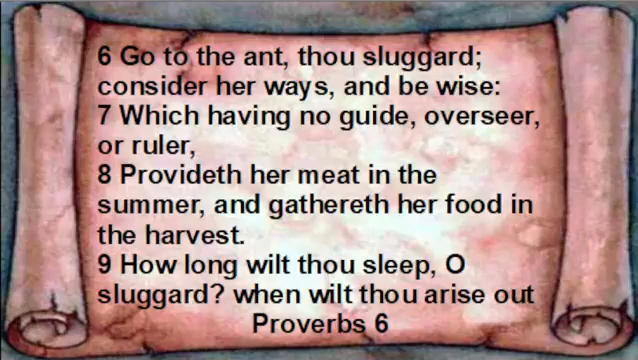 6 Go to the ant, thou sluggard;
consider her ways, and be wise:
7 Which having no guide, overseer,
or ruler,
8 Provideth her meat in the
summer, and gathereth her food in
the harvest.
9 How long wilt thou sleep, O
sluggard? when wilt thou arise out
Proverbs 6